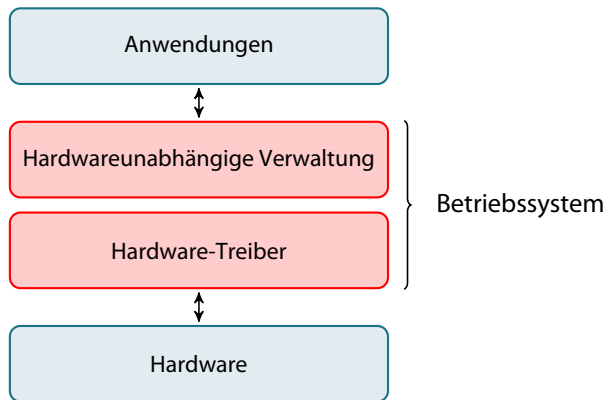 Anwendungen
Hardwareunabhängige Verwaltung
Betriebssystem
Hardware-Treiber
Hardware